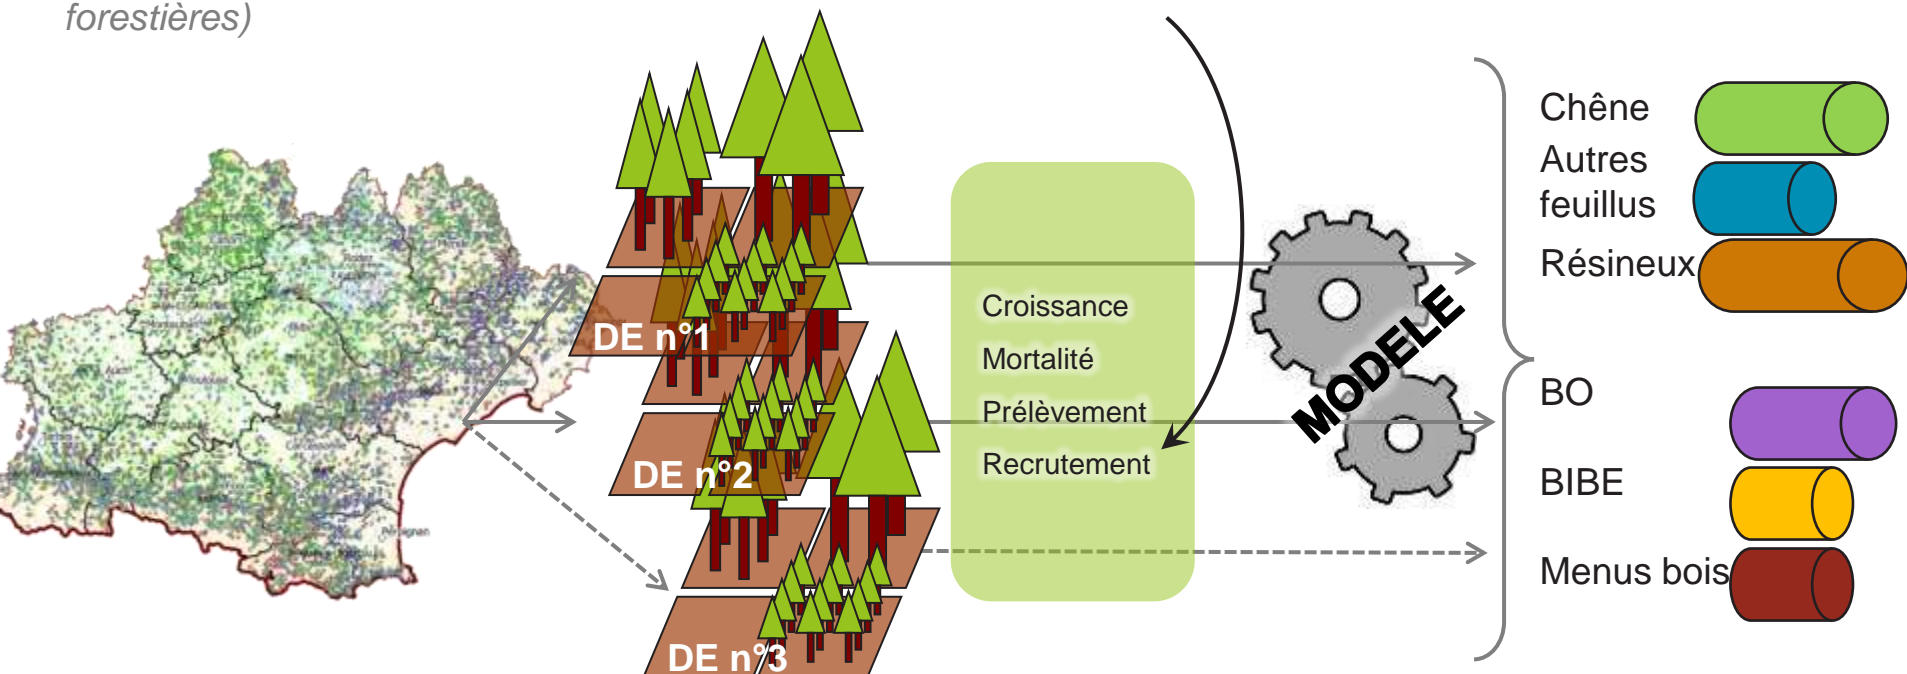 forestières)
Chêne
Autres
feuillus
Résineux
Croissance
Mortalité
Prélèvement
Recrutement
MODELE
DE n°1
DE n°2
DE n°3
BO
BIBE
Menus bois